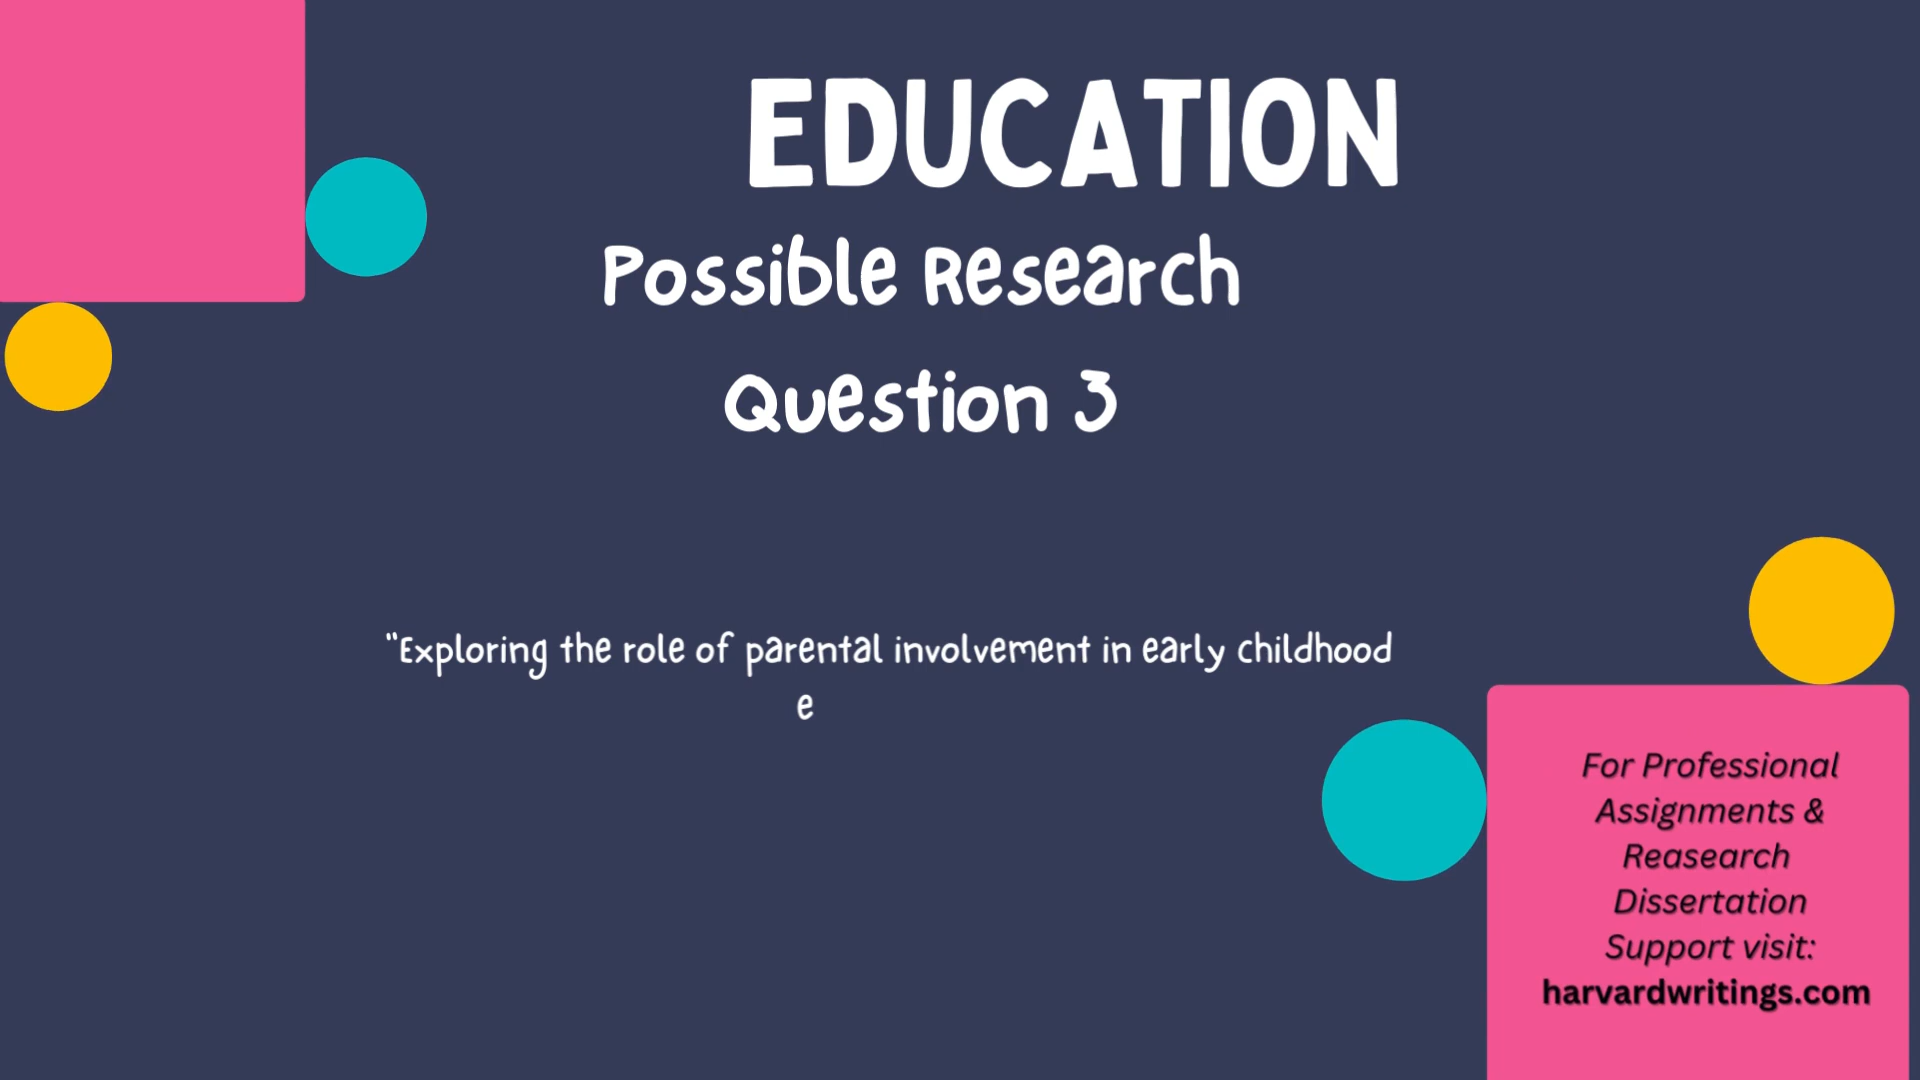 EDUCATION
Possible Research
Question 3
"Exploring the role of parental involvement in early childhood
e
For Professional
Assignments &
Reasearch
Dissertation
Support visit:
harvardwritings.com